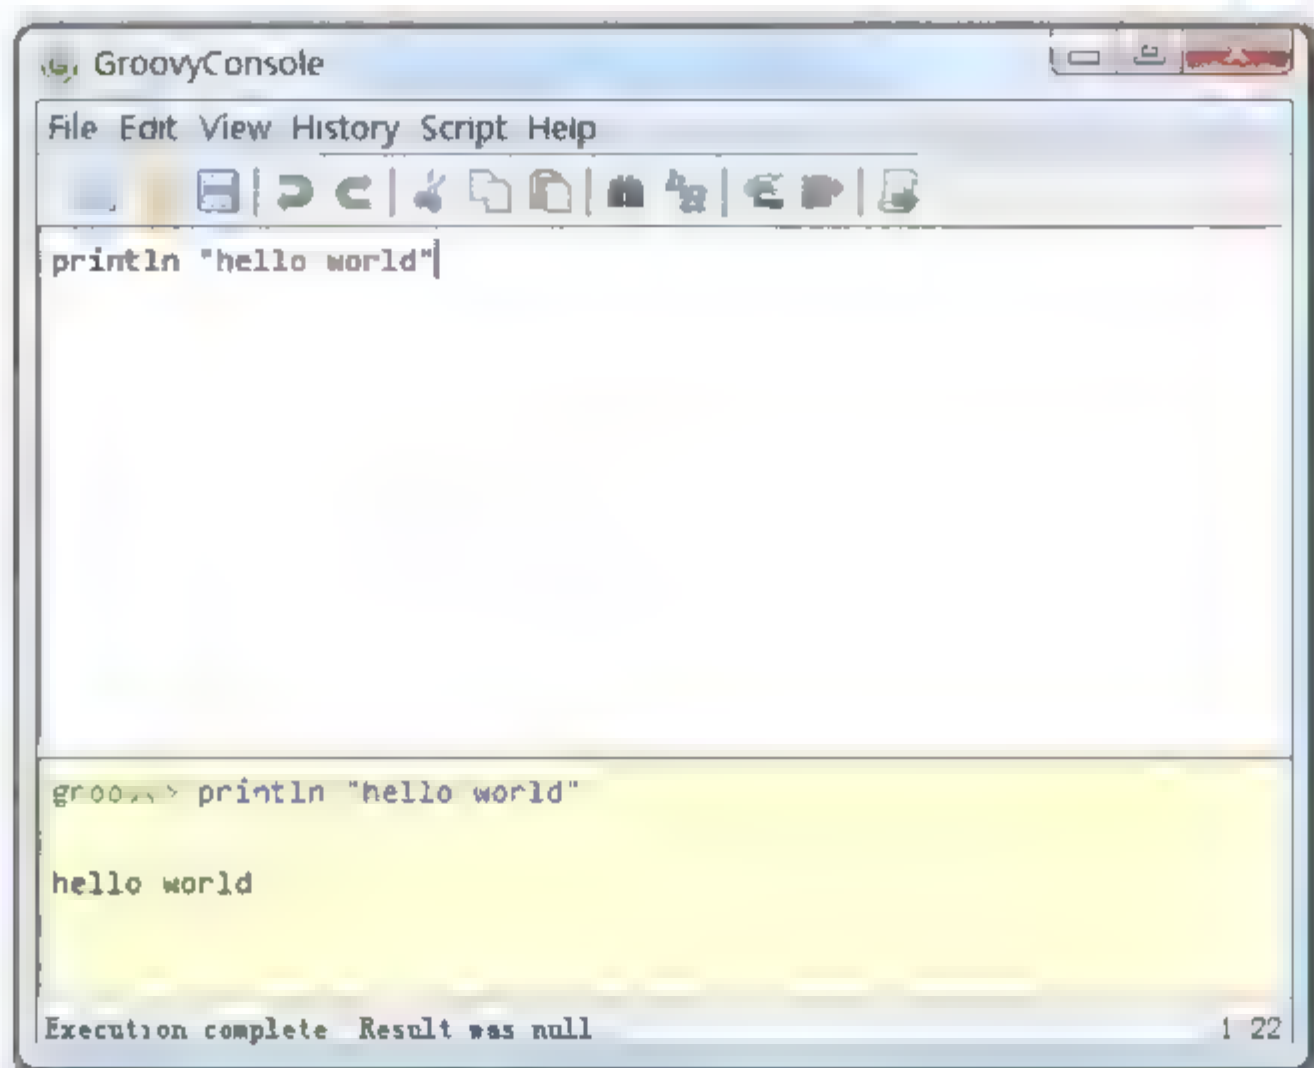 GroovyConsole
File Edit View History Script Help
println "hello world"
println "hello world"
hello world
Execution complete Result was null
1 22